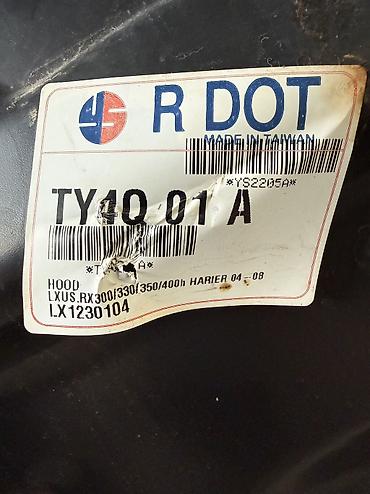 R DOT
MADE IN TAIWAN
*YS2205A*
TY4Q 01 A
HOOD
LXUS.RX300/330/350/400h HARIER 04-08
LX1230104